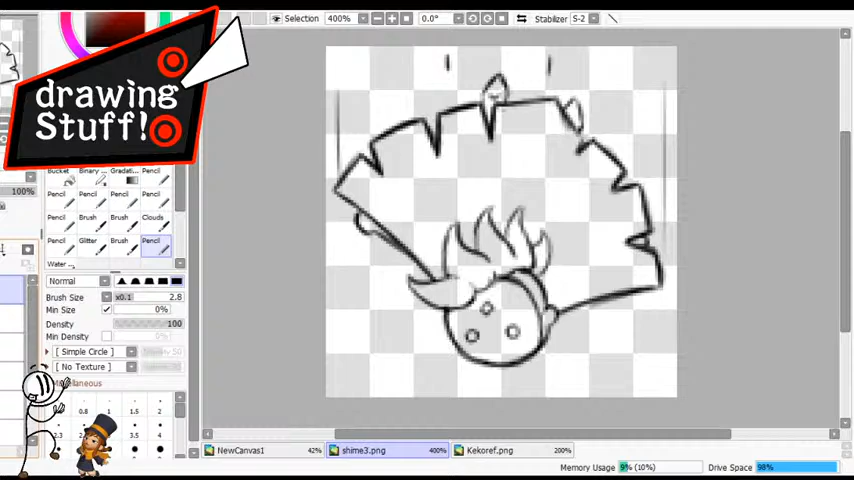 Selection 400% 0.0° Stabilizer S-2
drawing
Stuff!
Bucket Binary Gradati... Pencil
Pencil Pencil Pencil Pencil
Pencil Brush Brush Clouds
Pencil Glitter Brush Pencil
Water ...
100%
Normal
Brush Size x0.1 2.8
Min Size 0%
Density 100
Min Density
[ Simple Circle ]
[ No Texture ]
0.8 1 1.5 2
3.5 4
NewCanvas1 42% shime3.png 400% Kekoref.png 200%
Memory Usage 9% (10%) Drive Space 98%